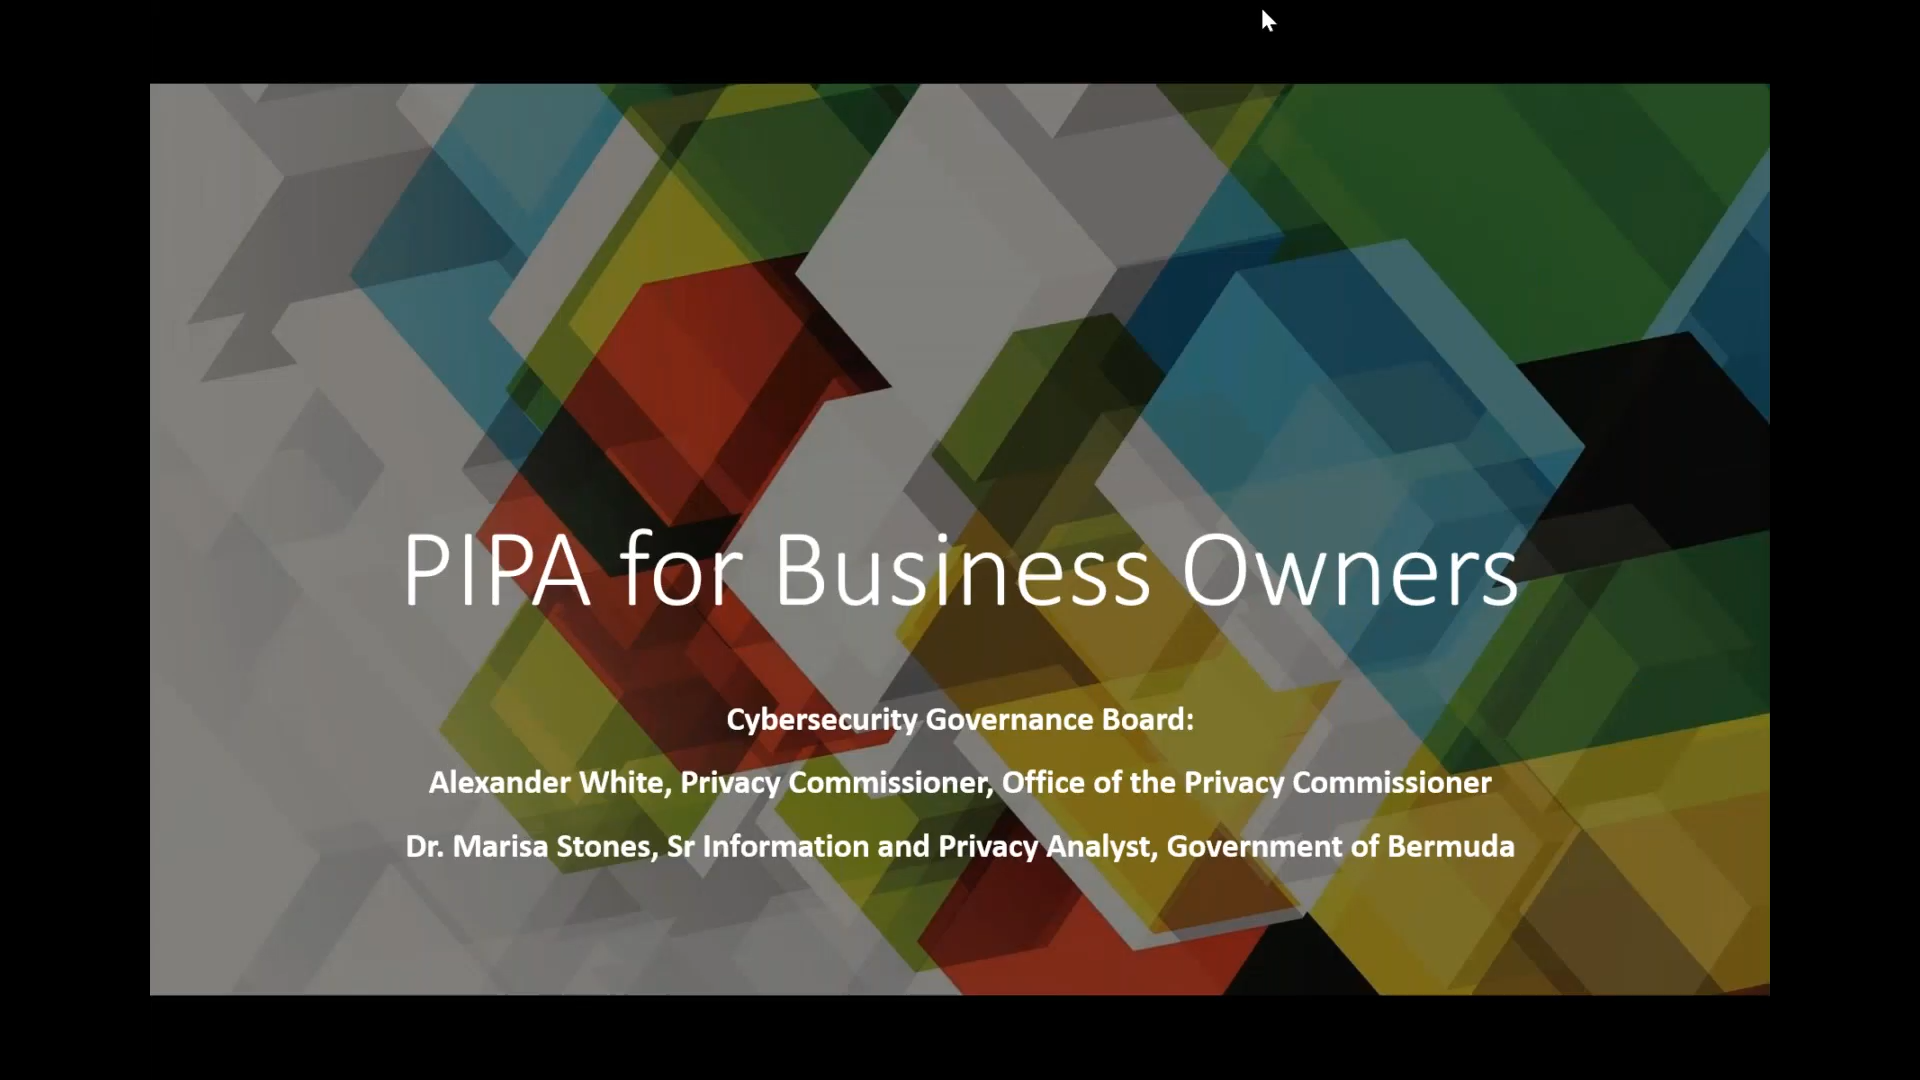 PIPA for Business Owners
Cybersecurity Governance Board:
Alexander White, Privacy Commissioner, Office of the Privacy Commissioner
Dr. Marisa Stones, Sr Information and Privacy Analyst, Government of Bermuda